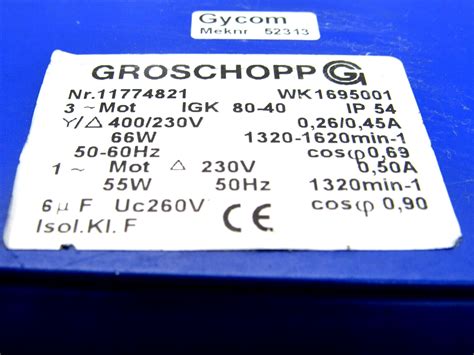 Gycom
Meknr 52313
GROSCHOPP G
Nr.11774821 WK1695001
3 ~ Mot IGK 80-40 IP 54
Y/△ 400/230V 0,26/0,45A
66W 1320-1620min-1
50-60Hz cosφ0,69
1 ~ Mot △ 230V 0,50A
55W 50Hz 1320min-1
6 µF Uc260V cosφ 0,90
Isol.Kl. F CE